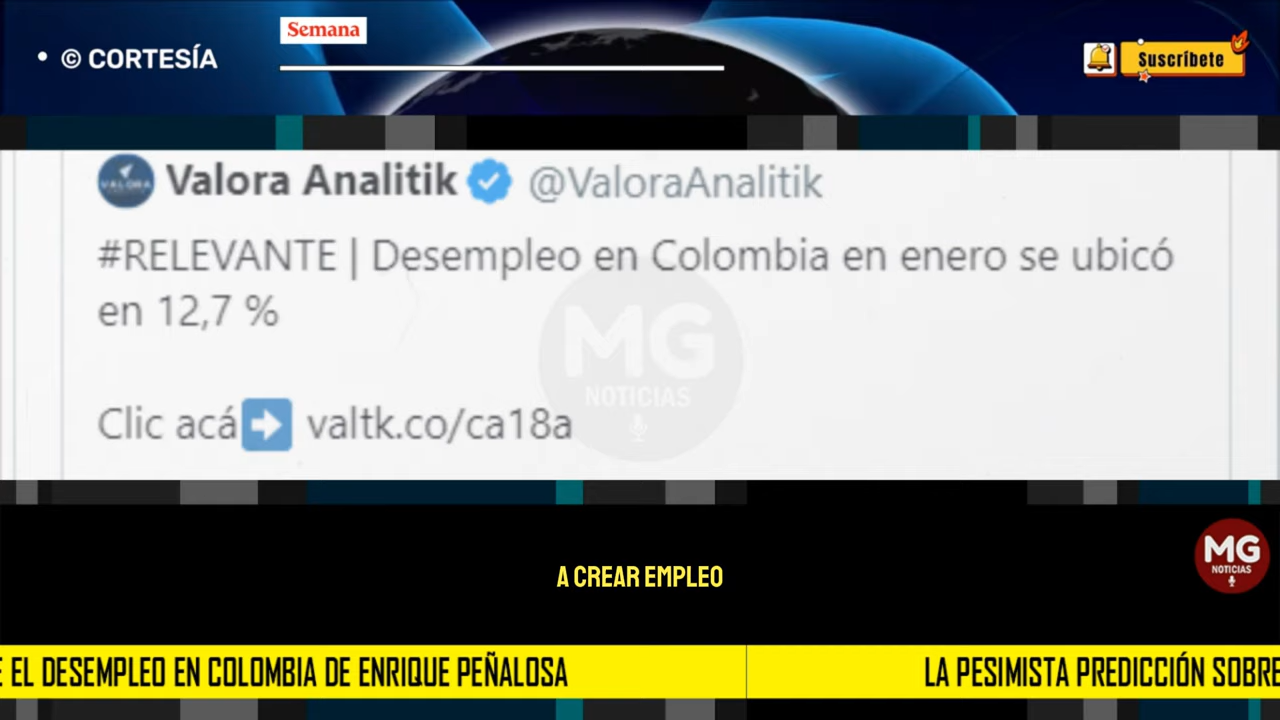 • © CORTESÍA
Semana
Suscríbete
VALORA
Valora Analitik @ValoraAnalitik
#RELEVANTE | Desempleo en Colombia en enero se ubicó
en 12,7 %
Clic acá➡ valtk.co/ca18a
MG
NOTICIAS
A CREAR EMPLEO
MG
NOTICIAS
E EL DESEMPLEO EN COLOMBIA DE ENRIQUE PEÑALOSA
LA PESIMISTA PREDICCIÓN SOBRE